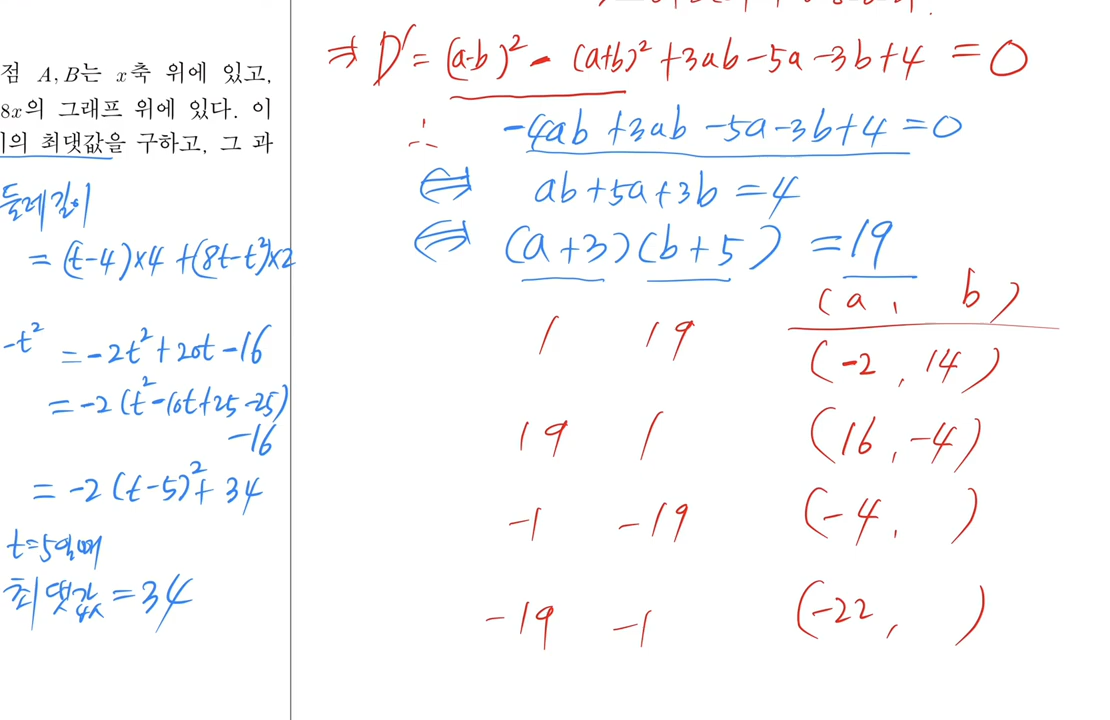 점 A, B는 x축 위에 있고,
8x의 그래프 위에 있다. 이
의 최댓값을 구하고, 그 과
둘레길이
= (t-4)×4 + (8t-t²)×2
-t² = -2t² + 20t - 16
= -2(t²-10t+25-25)
-16
= -2(t-5)² + 34
t=5일때
최댓값 = 34
⇒ D' = (a-b)² - (a+b)² + 3ab - 5a - 3b + 4 = 0
∴ -4ab + 3ab - 5a - 3b + 4 = 0
⇔ ab + 5a + 3b = 4
⇔ (a+3)(b+5) = 19
(a, b)
1 19 (-2, 14)
19 1 (16, -4)
-1 -19 (-4, )
-19 -1 (-22, )